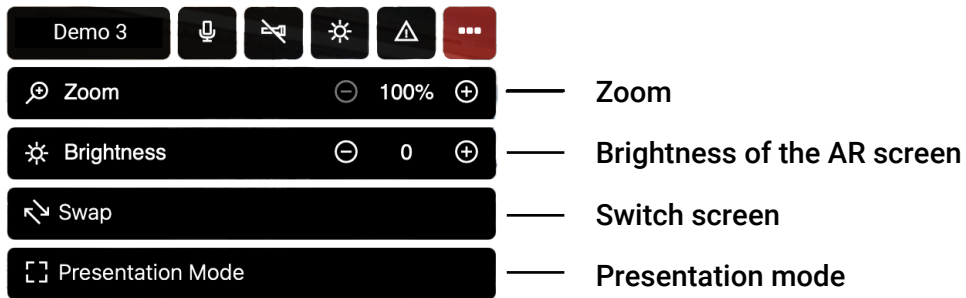 Demo 3
Zoom 100% Zoom
Brightness 0 Brightness of the AR screen
Swap Switch screen
Presentation Mode Presentation mode